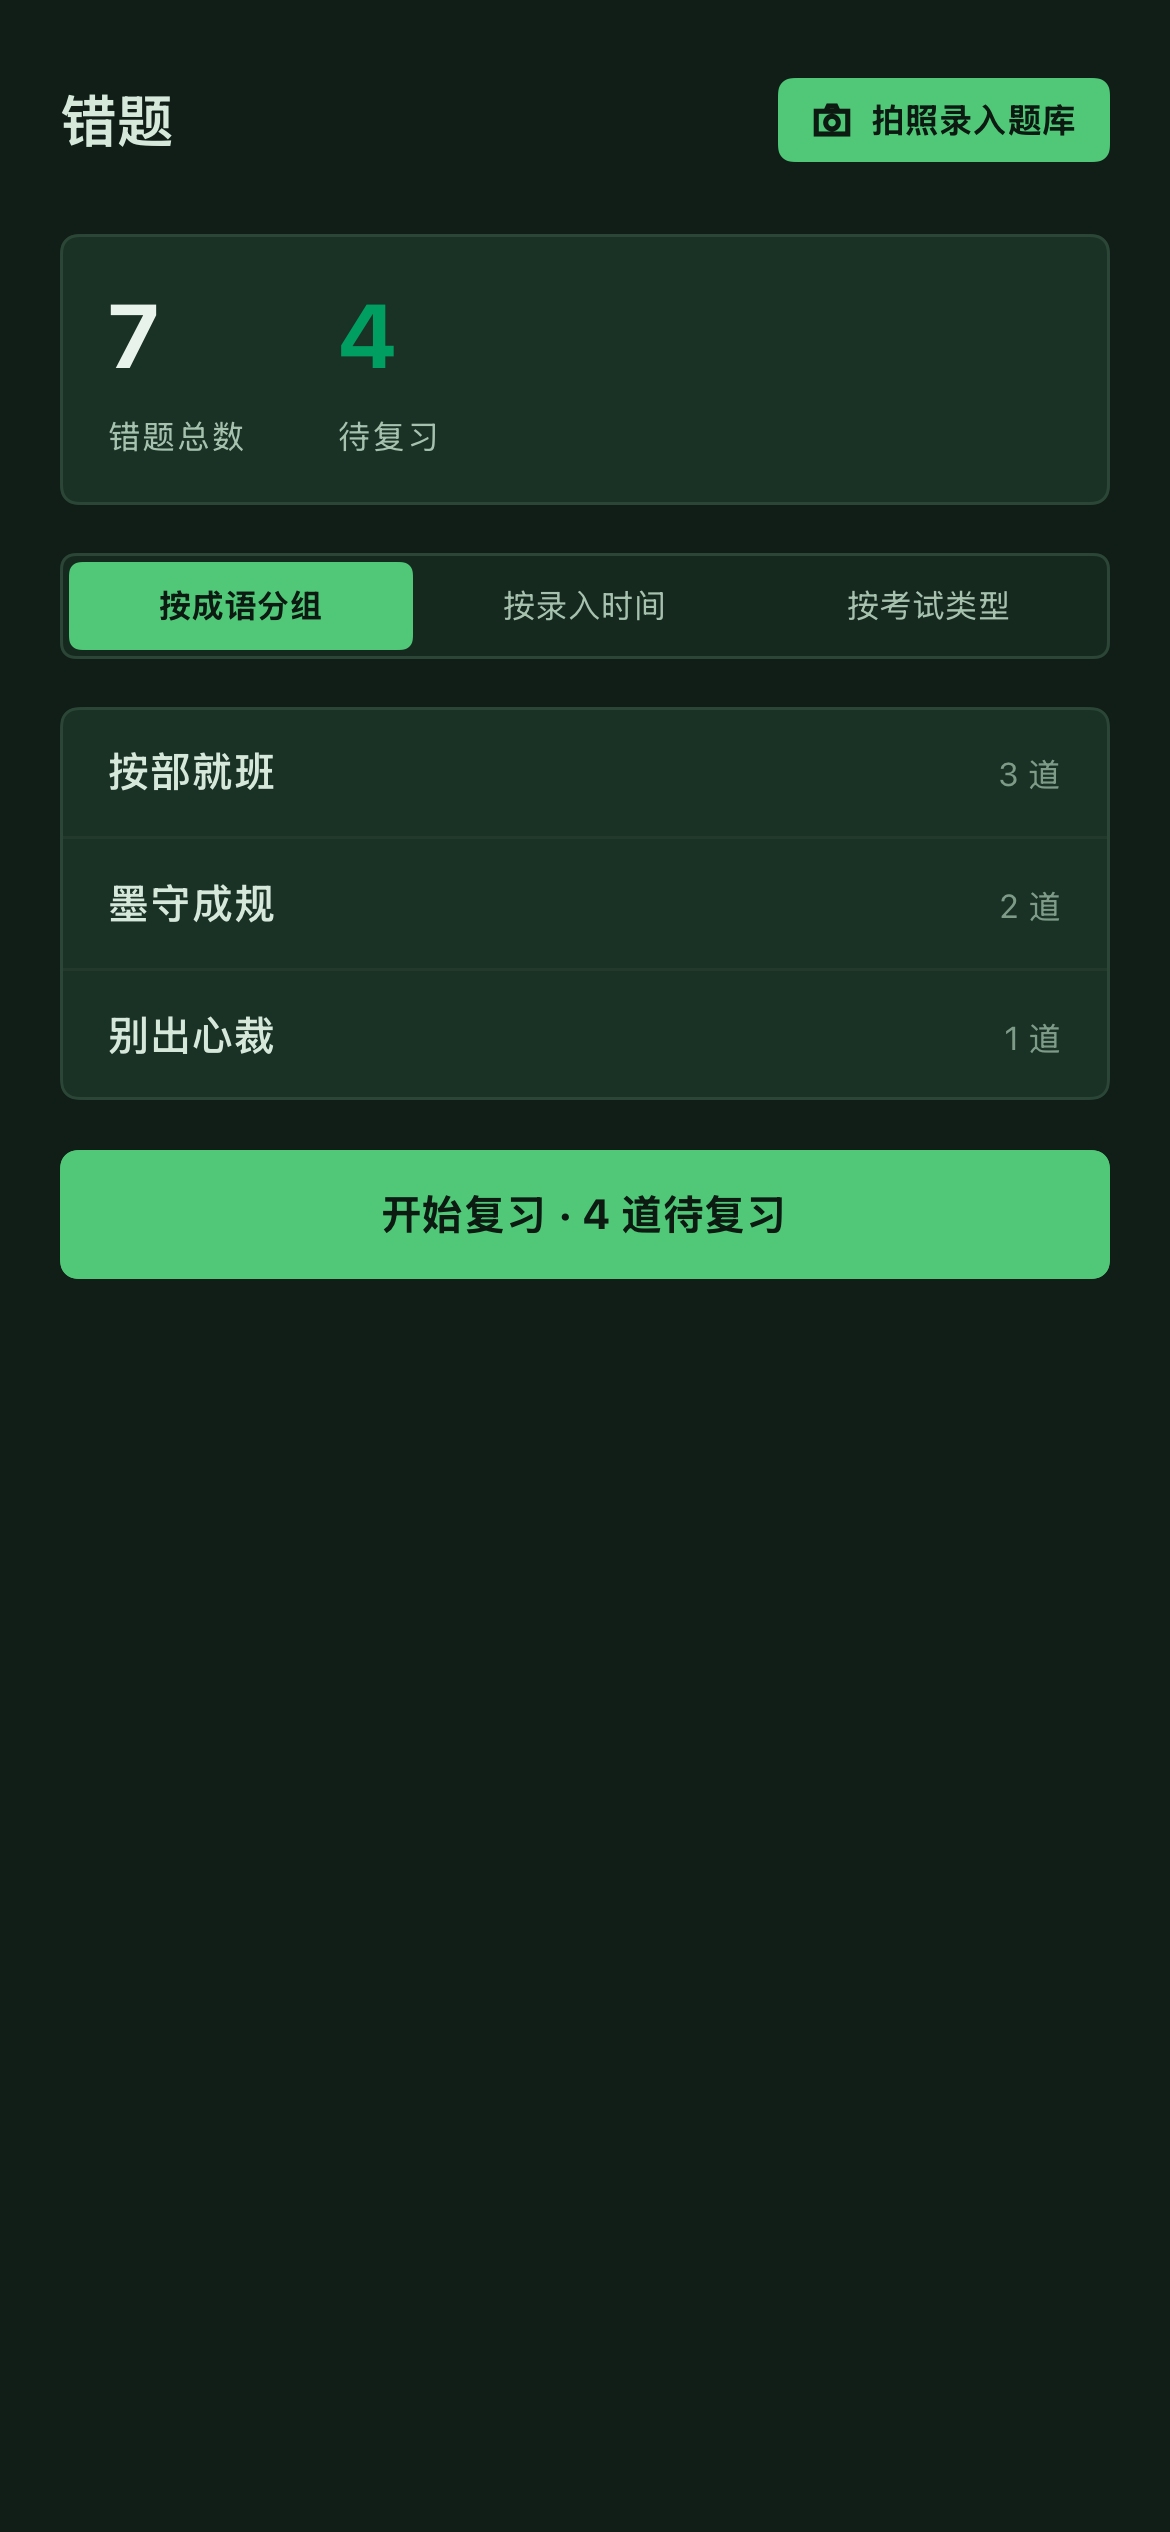 错题
拍照录入题库
7
4
错题总数
待复习
按成语分组
按录入时间
按考试类型
按部就班
3 道
墨守成规
2 道
别出心裁
1 道
开始复习 · 4 道待复习